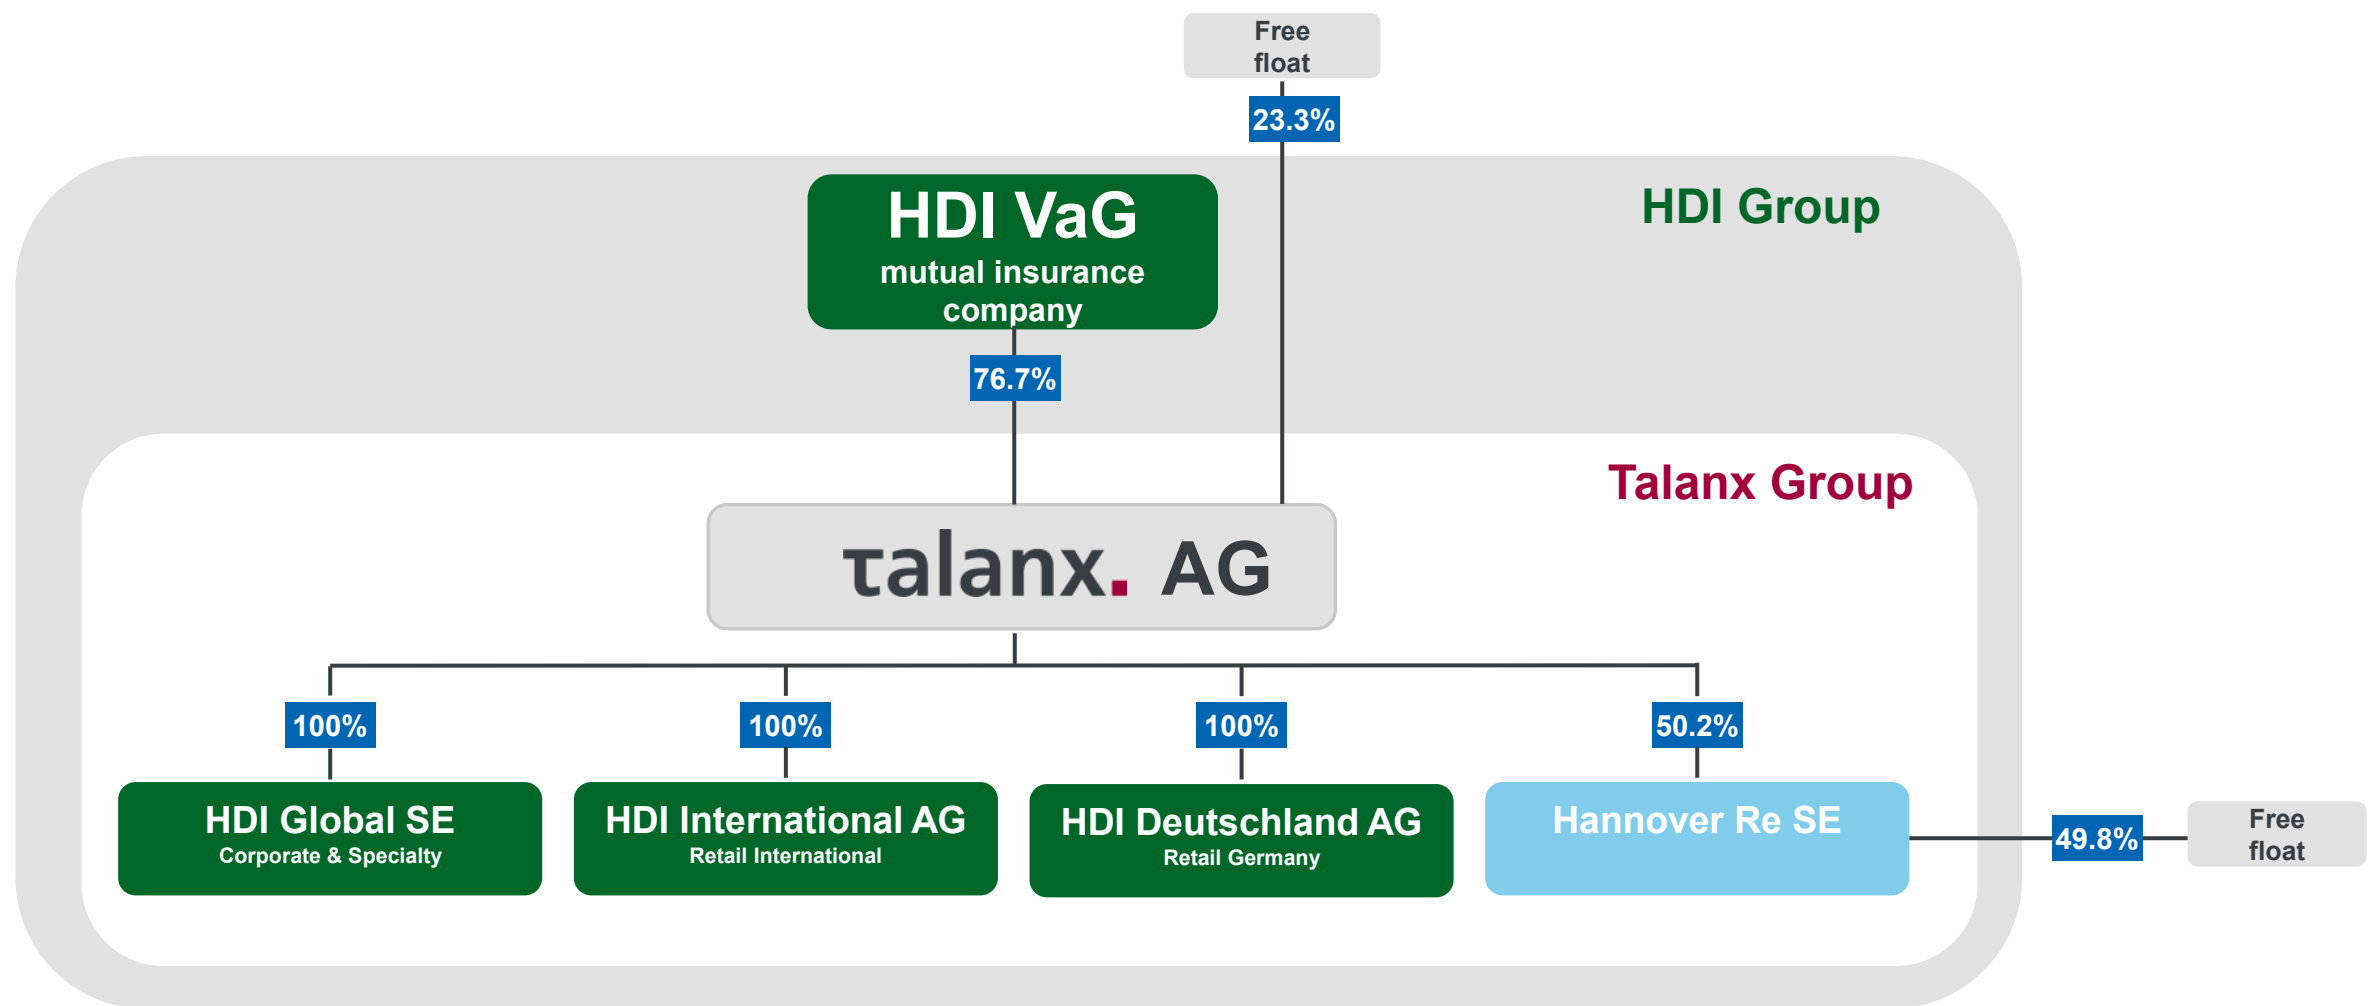 Free
float
23.3%
HDI Group
HDI VaG
mutual insurance
company
76.7%
Talanx Group
τalanx. AG
100%
100%
100%
50.2%
HDI Global SE
Corporate & Specialty
HDI International AG
Retail International
HDI Deutschland AG
Retail Germany
Hannover Re SE
49.8%
Free
float